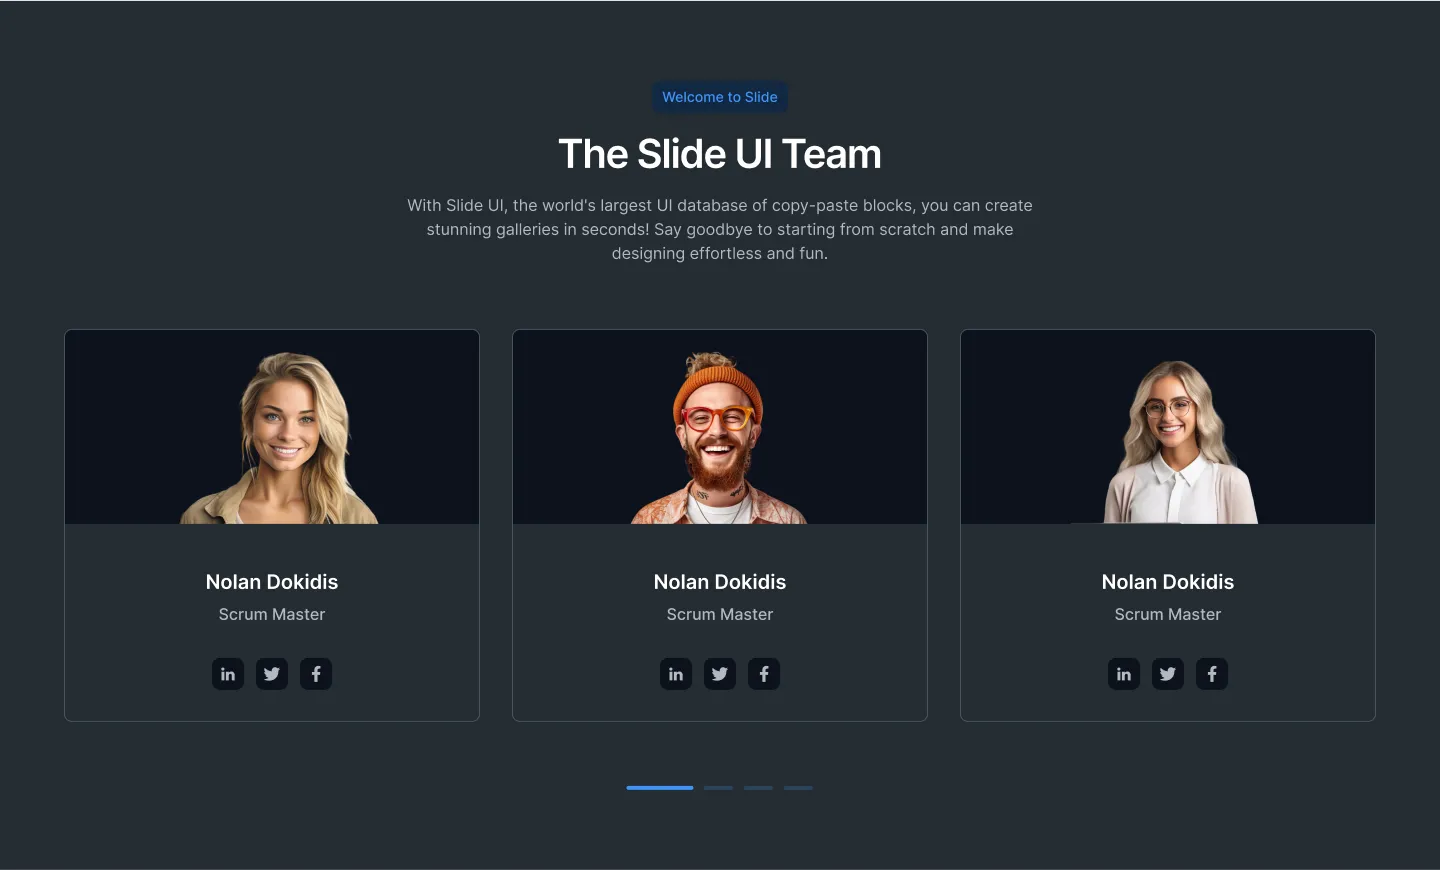 Welcome to Slide
The Slide UI Team
With Slide UI, the world's largest UI database of copy-paste blocks, you can create
stunning galleries in seconds! Say goodbye to starting from scratch and make
designing effortless and fun.
Nolan Dokidis
Scrum Master
in
Nolan Dokidis
Scrum Master
in
Nolan Dokidis
Scrum Master
in